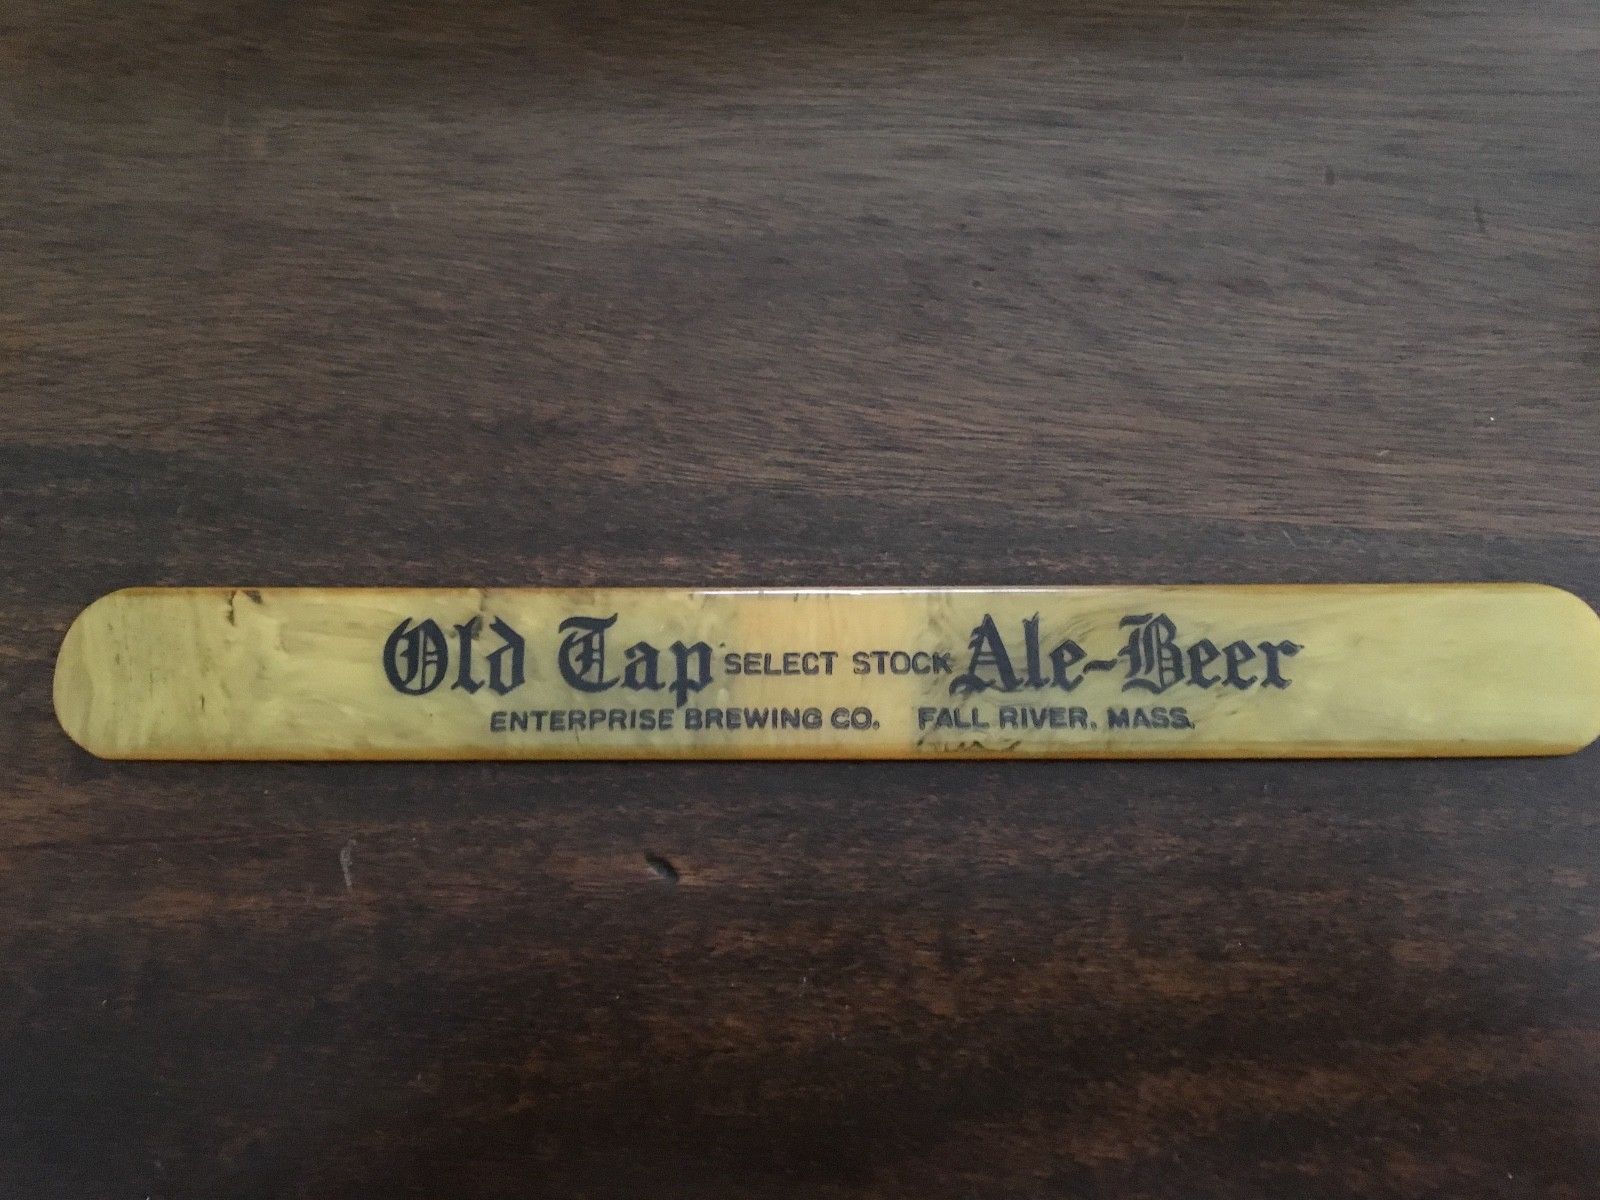 Old Tap SELECT STOCK Ale-Beer
ENTERPRISE BREWING CO. FALL RIVER, MASS.